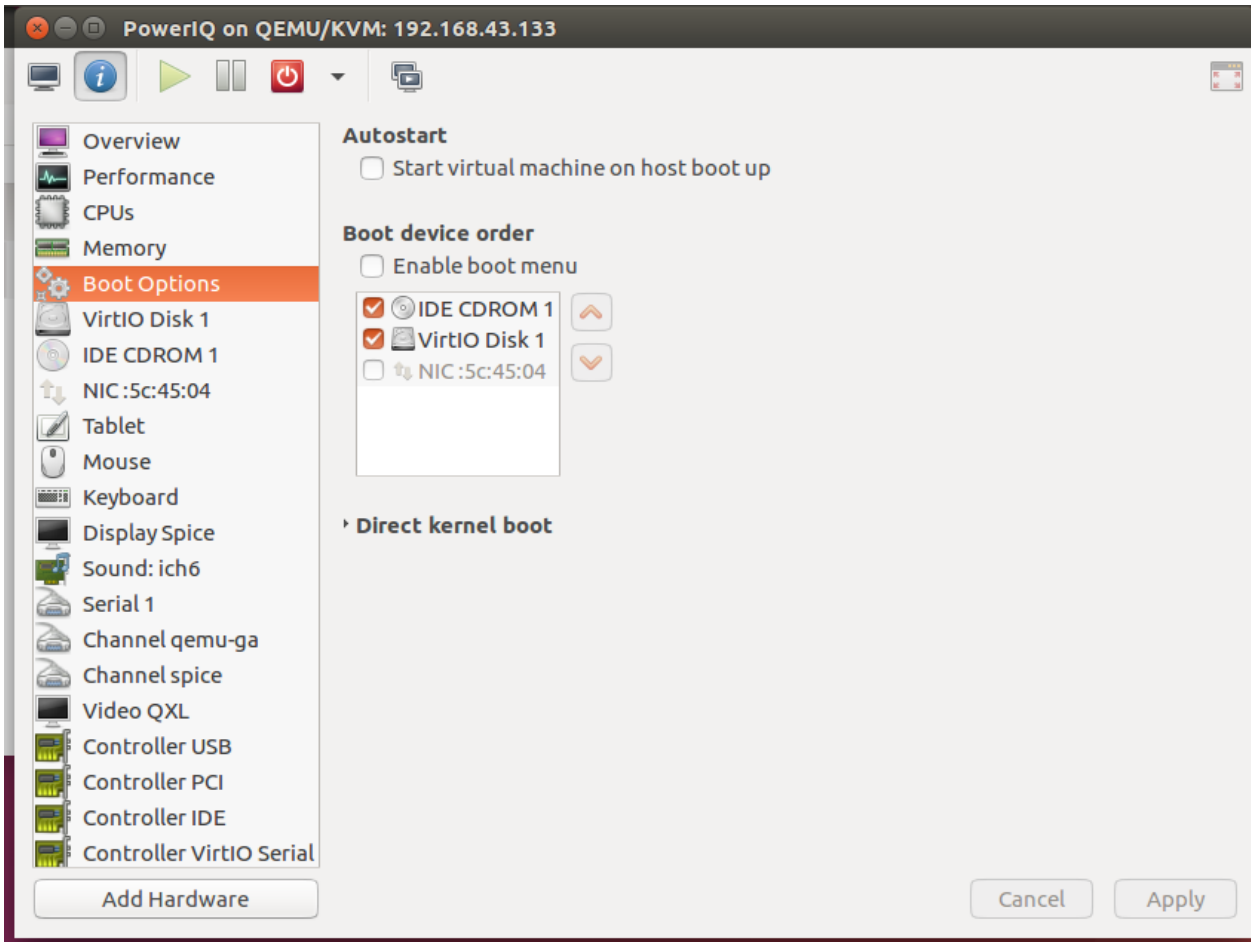 PowerIQ on QEMU/KVM: 192.168.43.133
Overview
Performance
CPUs
Memory
Boot Options
VirtIO Disk 1
IDE CDROM 1
NIC :5c:45:04
Tablet
Mouse
Keyboard
Display Spice
Sound: ich6
Serial 1
Channel qemu-ga
Channel spice
Video QXL
Controller USB
Controller PCI
Controller IDE
Controller VirtIO Serial
Add Hardware
Autostart
Start virtual machine on host boot up
Boot device order
Enable boot menu
IDE CDROM 1
VirtIO Disk 1
NIC :5c:45:04
Direct kernel boot
Cancel
Apply